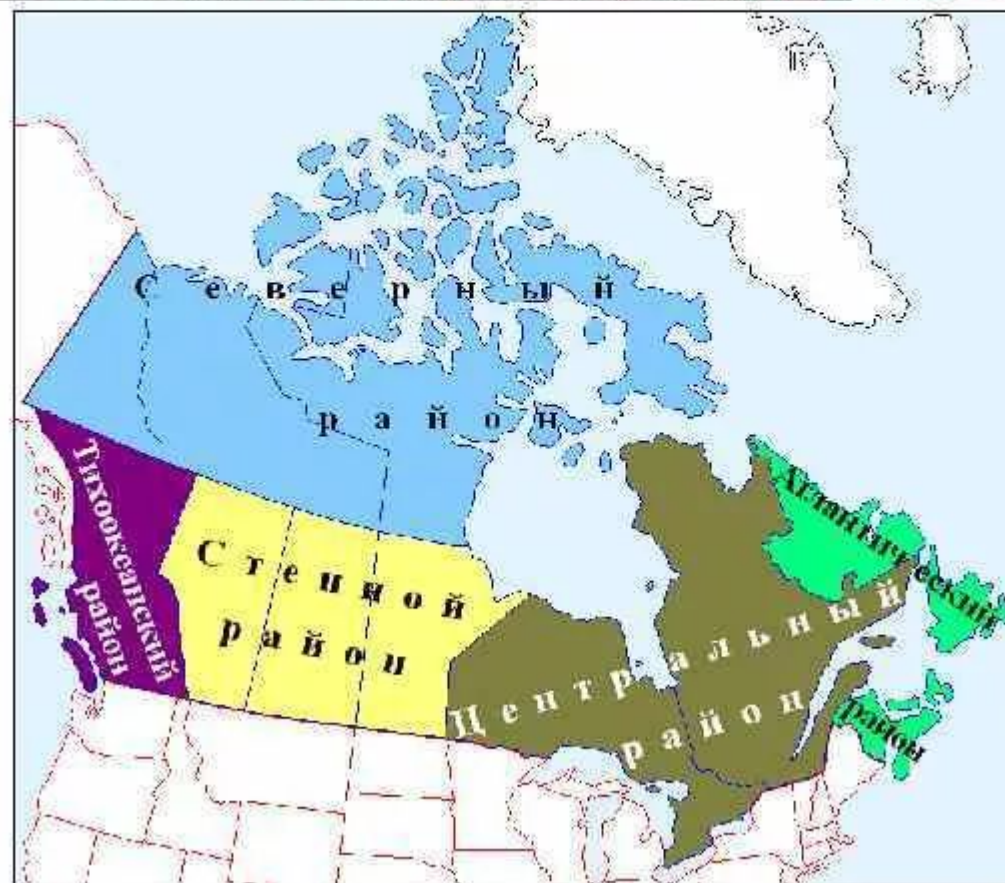 Северный
район
Тихоокеанский
район
Степной
район
Центральный
район
Атлантический
район